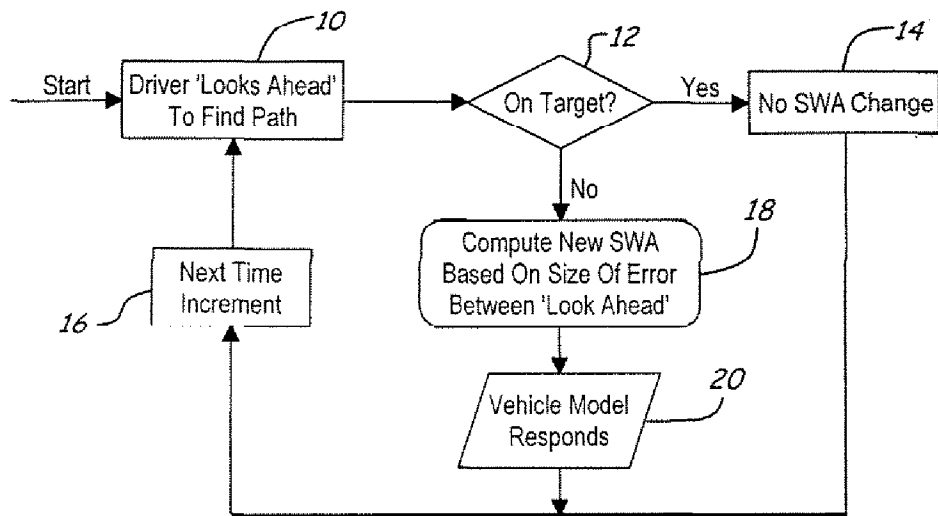 10
12
14
Start
Driver 'Looks Ahead'
To Find Path
On Target?
Yes
No SWA Change
No
18
Compute New SWA
Based On Size Of Error
Between 'Look Ahead'
Next Time
Increment
16
20
Vehicle Model
Responds